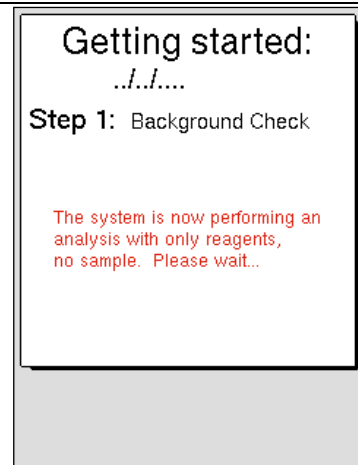 Getting started:
../../....
Step 1: Background Check
The system is now performing an
analysis with only reagents,
no sample. Please wait...